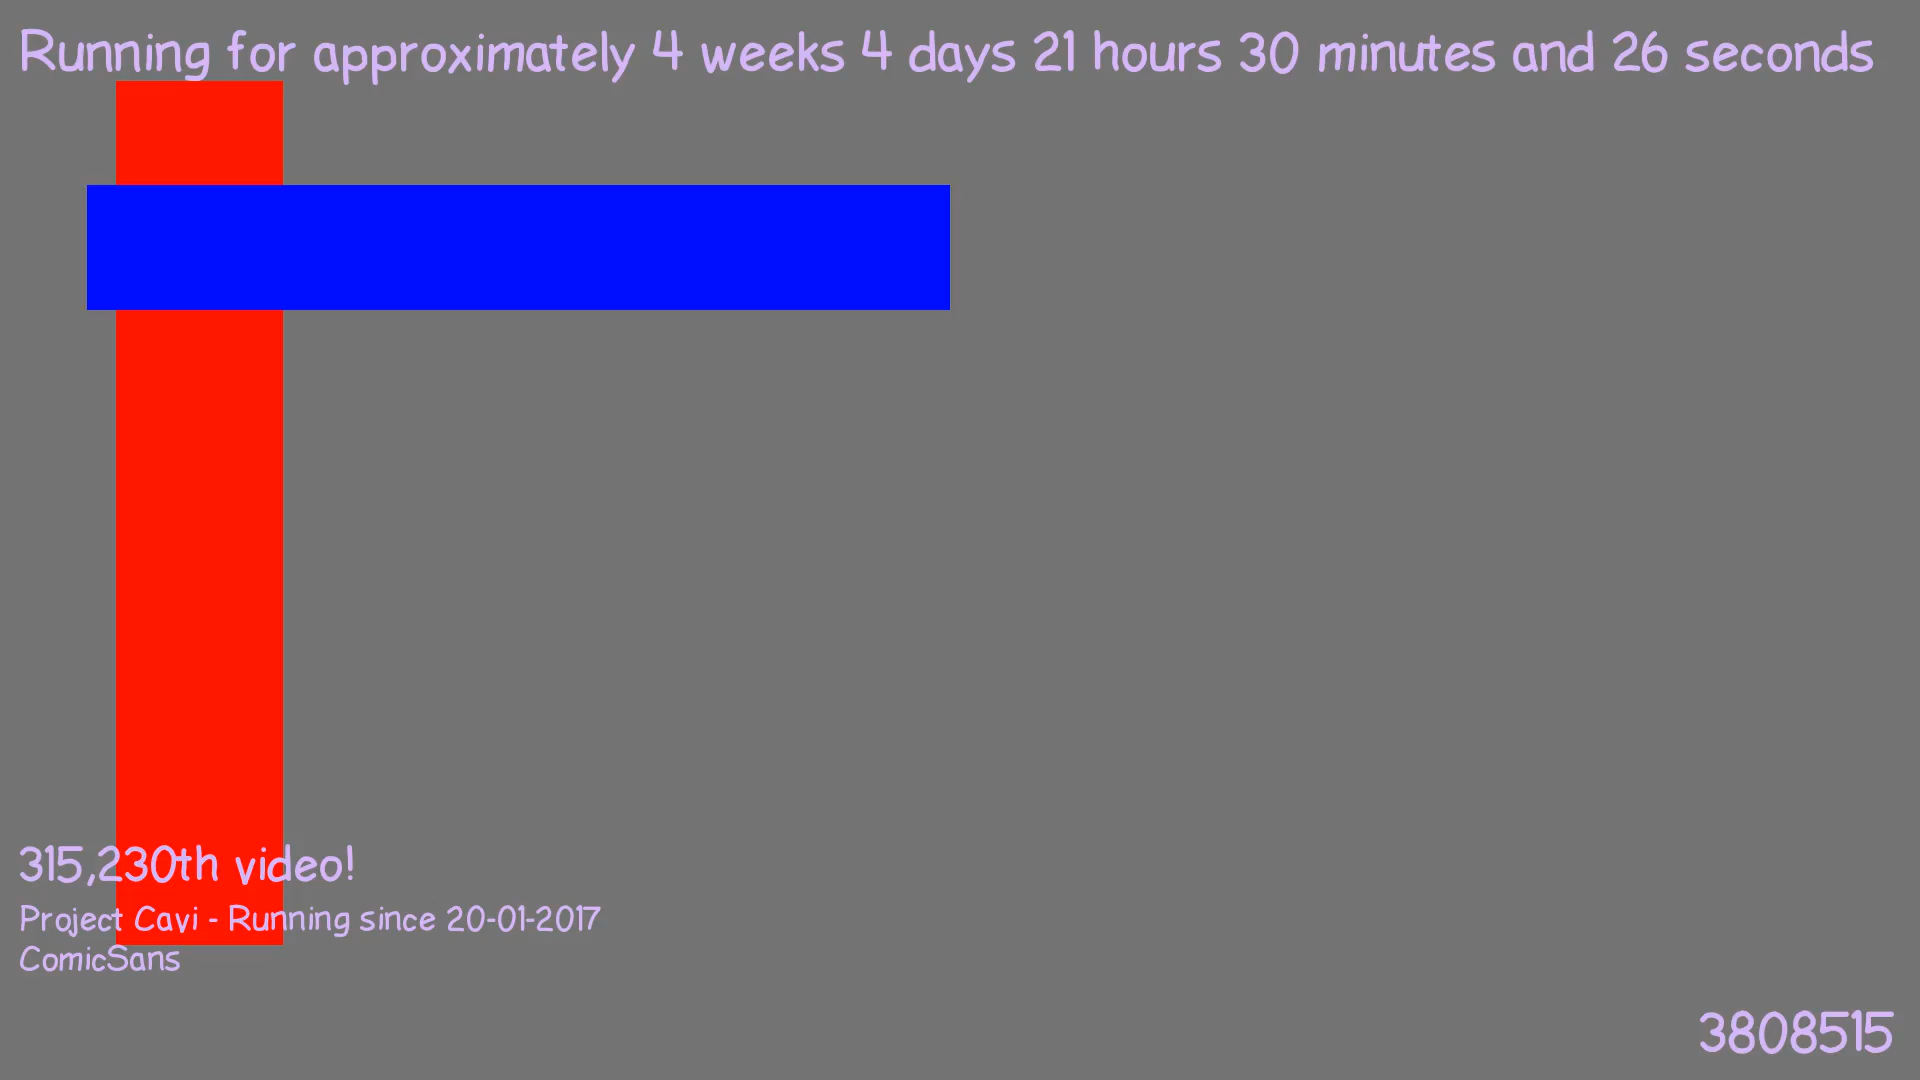 Running for approximately 4 weeks 4 days 21 hours 30 minutes and 26 seconds
315,230th video!
Project Cavi - Running since 20-01-2017
ComicSans
3808515